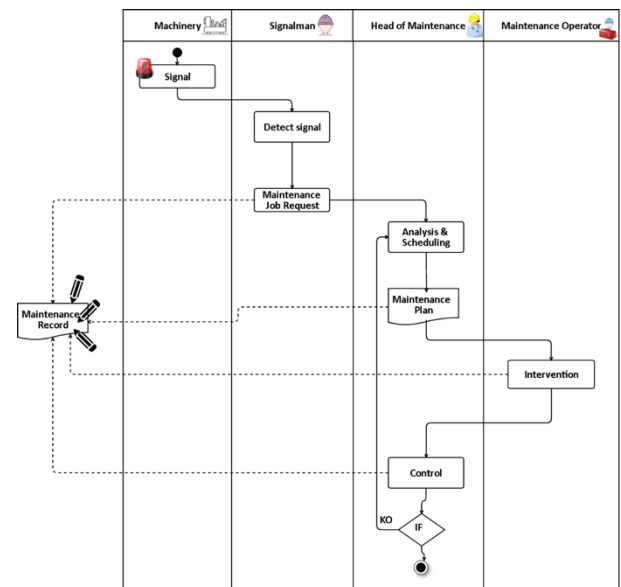 Machinery
Signalman
Head of Maintenance
Maintenance Operator
Signal
Detect signal
Maintenance
Job Request
Analysis &
Scheduling
Maintenance
Plan
Maintenance
Record
Intervention
Control
KO
IF